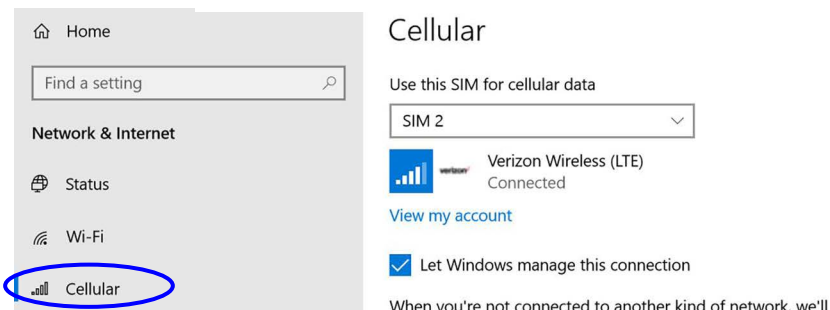 Home
Find a setting
Network & Internet
Status
Wi-Fi
Cellular
Cellular
Use this SIM for cellular data
SIM 2
verizon
Verizon Wireless (LTE)
Connected
View my account
Let Windows manage this connection
When you're not connected to another kind of network, we'll